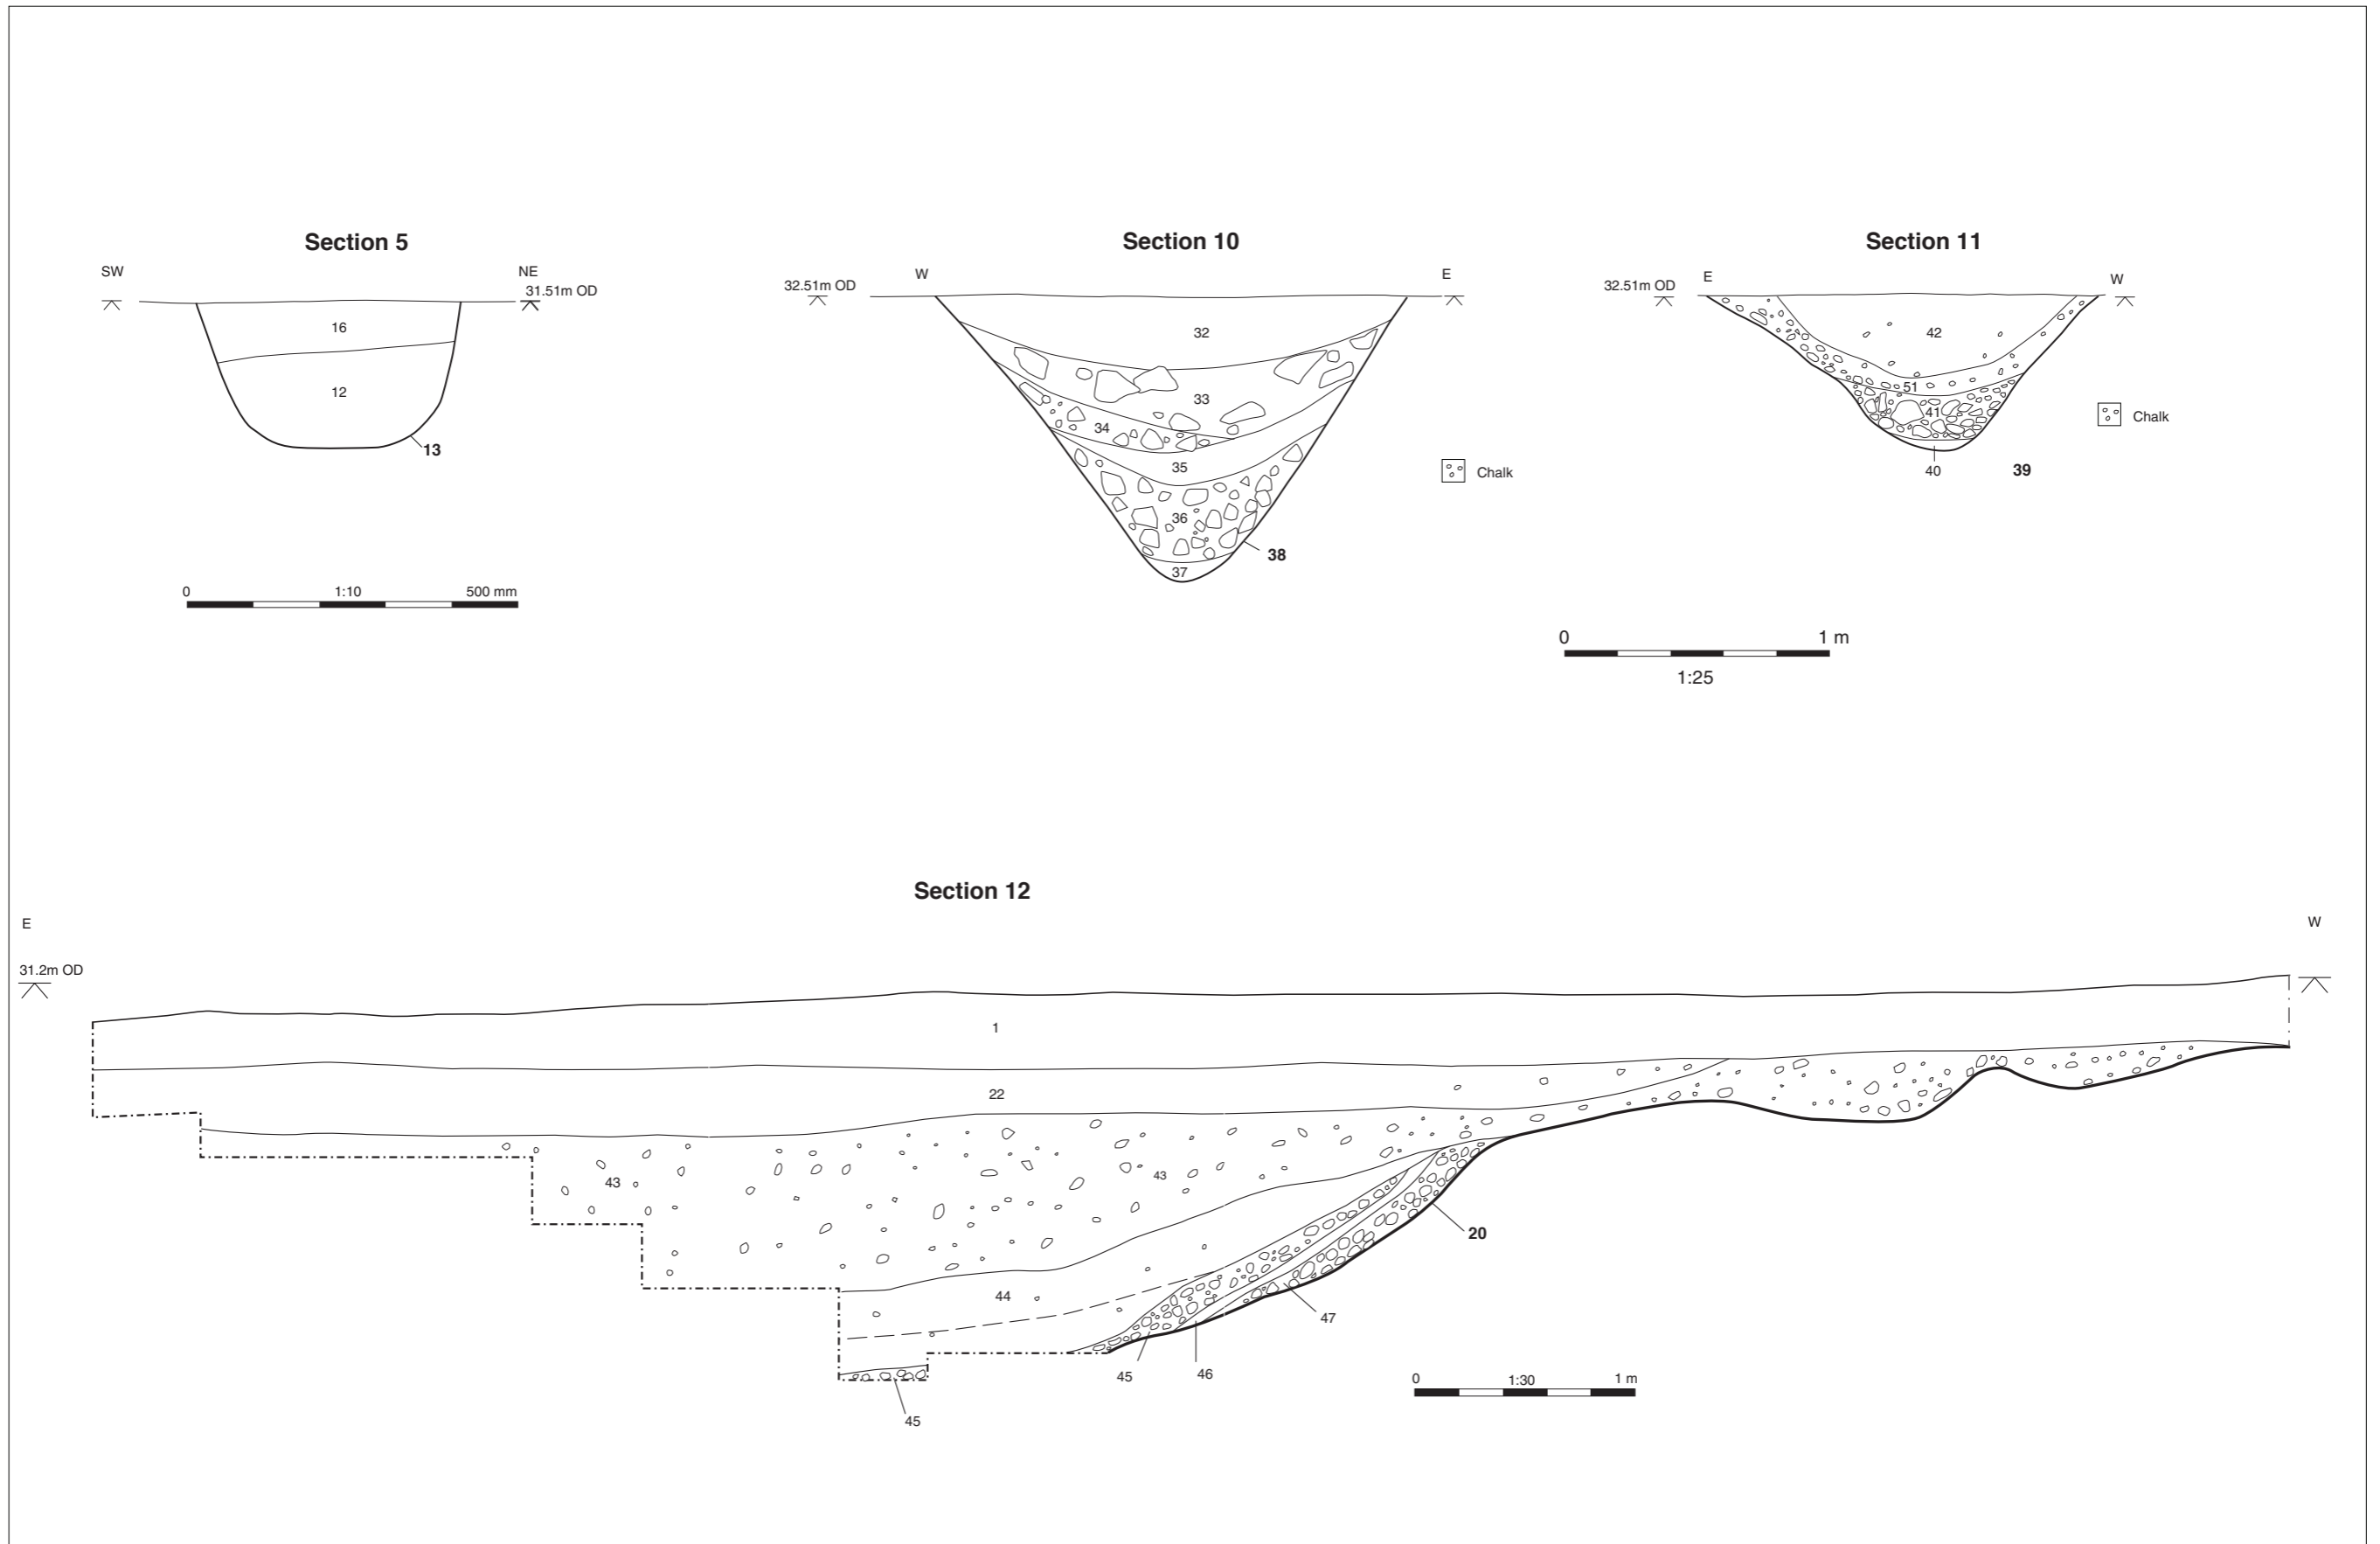 Section 5
SW
NE
31.51m OD
16
12
13
0 1:10 500 mm
Section 10
32.51m OD
W
E
32
33
34
35
36
37
38
Chalk
Section 11
32.51m OD
E
W
42
51
41
40
39
Chalk
0 1 m
1:25
Section 12
E
W
31.2m OD
1
22
43
43
44
20
47
46
45
45
0 1:30 1 m